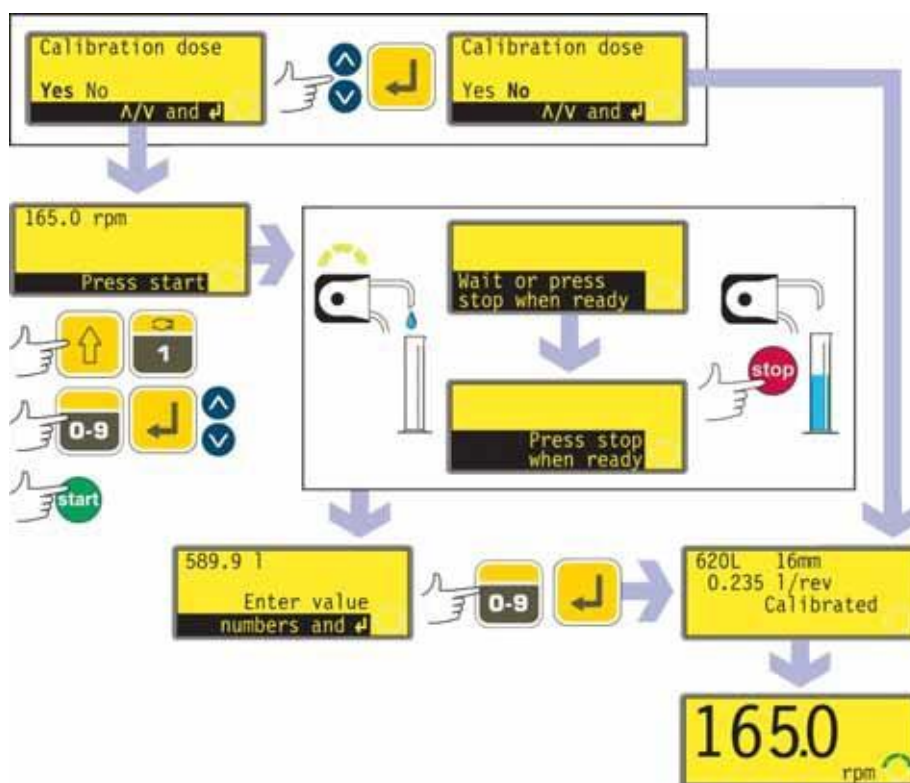 Calibration dose
Yes No
∧/∨ and ↵
Calibration dose
Yes No
∧/∨ and ↵
165.0 rpm
Press start
1
0-9
start
Wait or press
stop when ready
Press stop
when ready
stop
589.9 l
Enter value
numbers and ↵
0-9
620L 16mm
0.235 l/rev
Calibrated
165.0
rpm